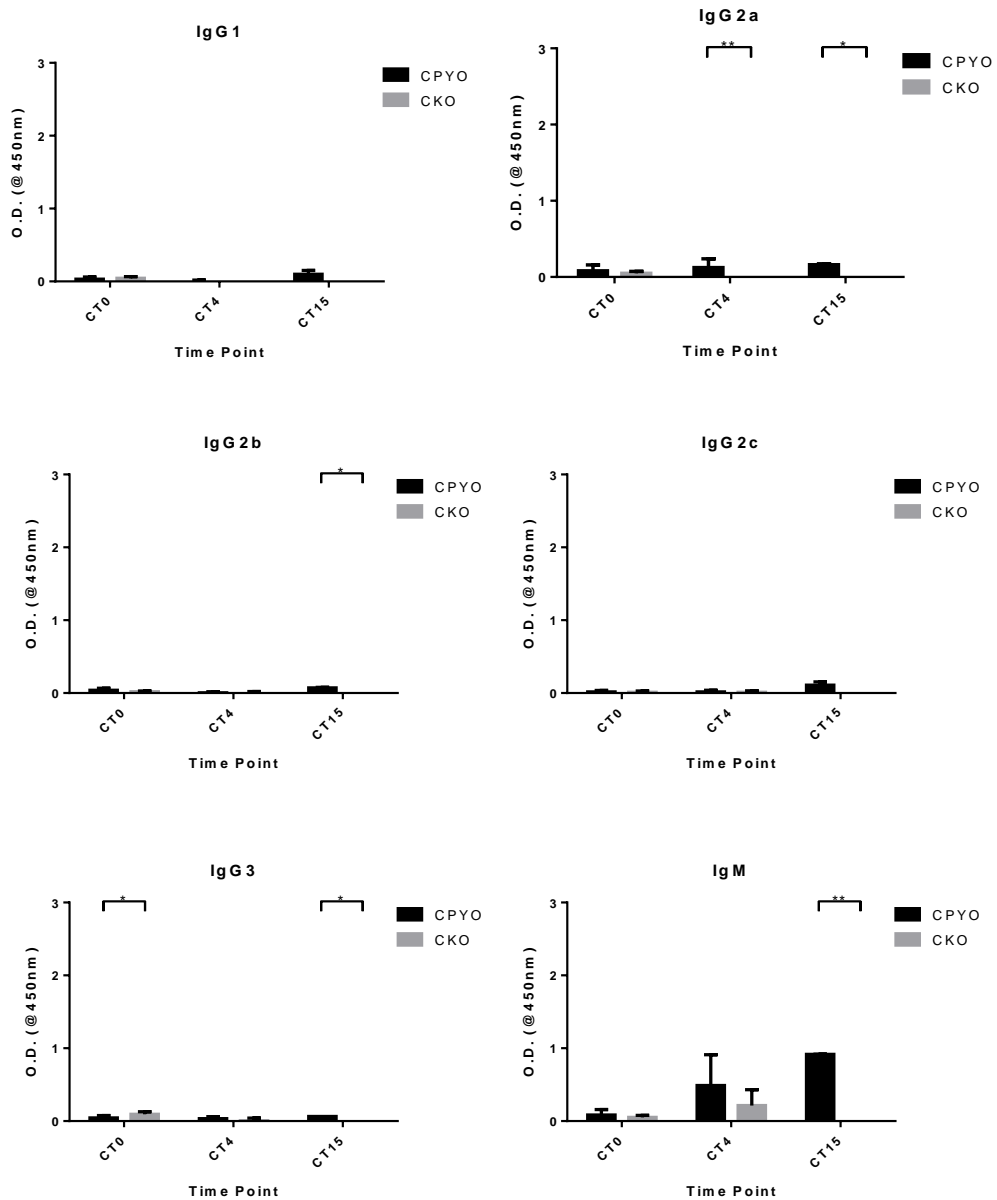 IgG1
O.D. (@450nm)
3
2
1
0
CT0
CT4
CT15
Time Point
CPYO
CKO
IgG2a
O.D. (@450nm)
3
2
1
0
**
*
CT0
CT4
CT15
Time Point
CPYO
CKO
IgG2b
O.D. (@450nm)
3
2
1
0
*
CT0
CT4
CT15
Time Point
CPYO
CKO
IgG2c
O.D. (@450nm)
3
2
1
0
CT0
CT4
CT15
Time Point
CPYO
CKO
IgG3
O.D. (@450nm)
3
2
1
0
*
*
CT0
CT4
CT15
Time Point
CPYO
CKO
IgM
O.D. (@450nm)
3
2
1
0
**
CT0
CT4
CT15
Time Point
CPYO
CKO